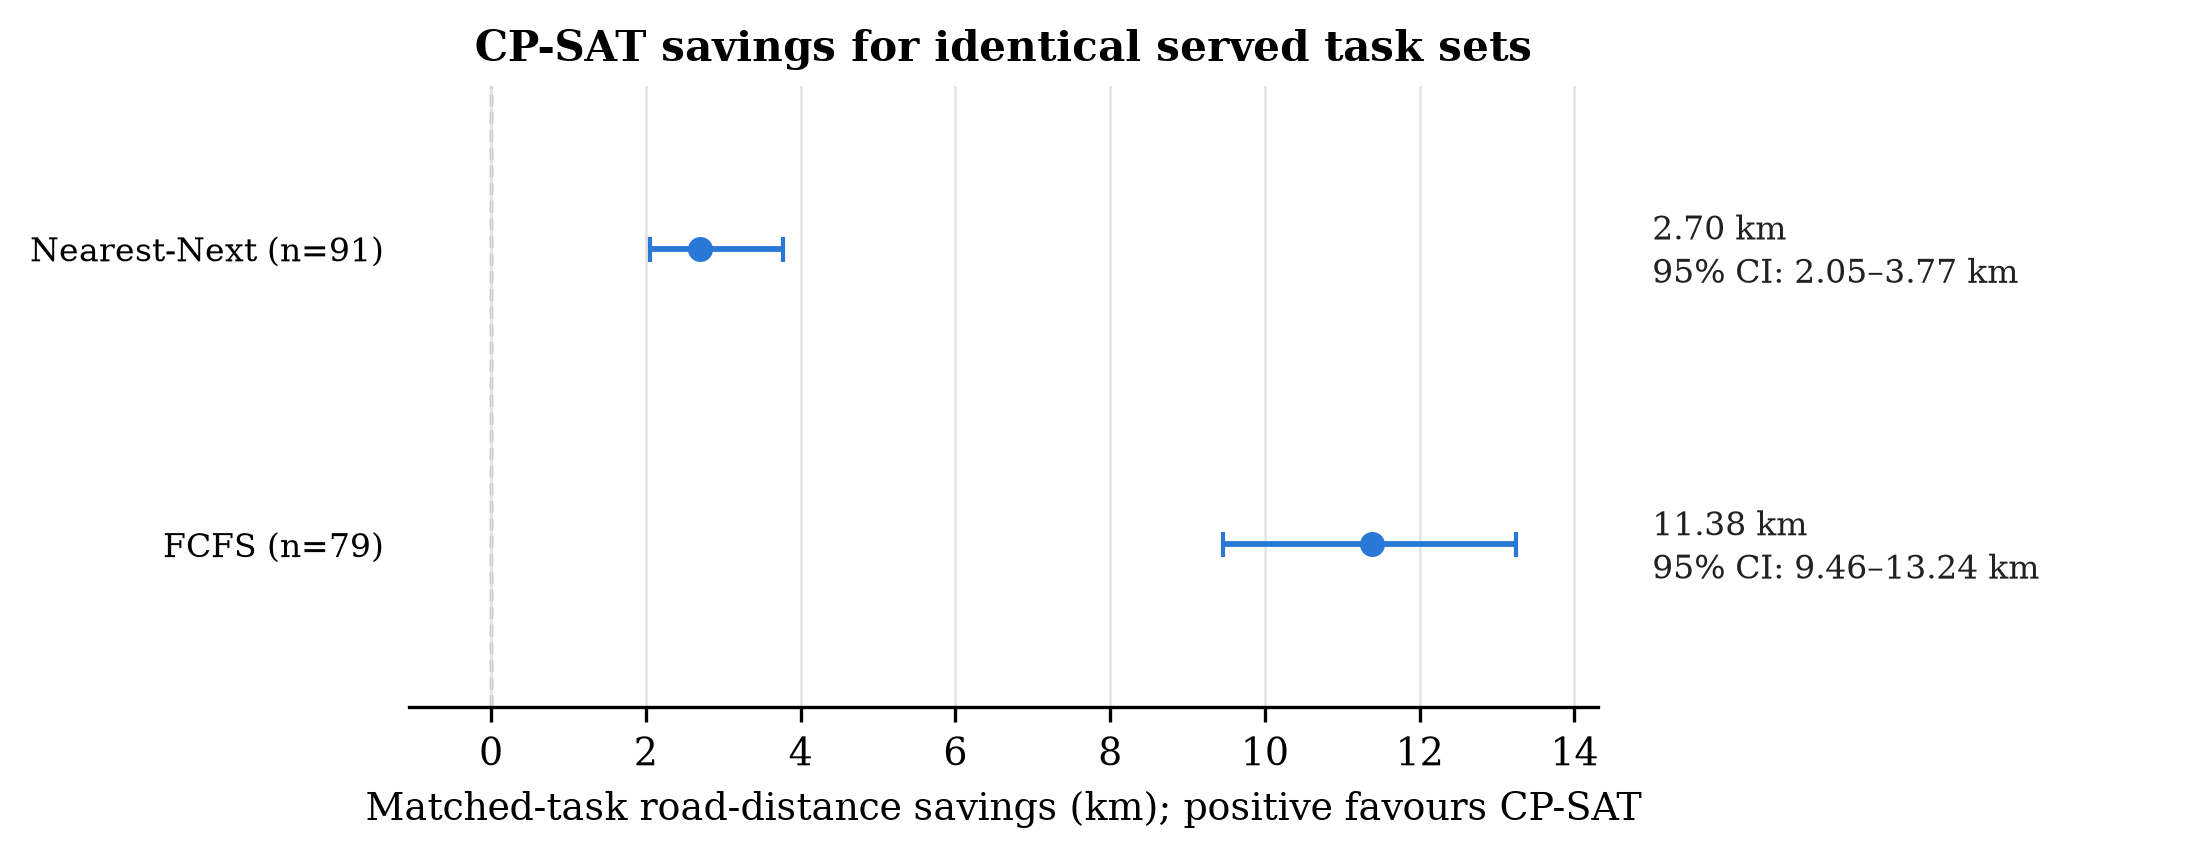 CP-SAT savings for identical served task sets
Nearest-Next (n=91)
2.70 km
95% CI: 2.05–3.77 km
FCFS (n=79)
11.38 km
95% CI: 9.46–13.24 km
0 2 4 6 8 10 12 14
Matched-task road-distance savings (km); positive favours CP-SAT